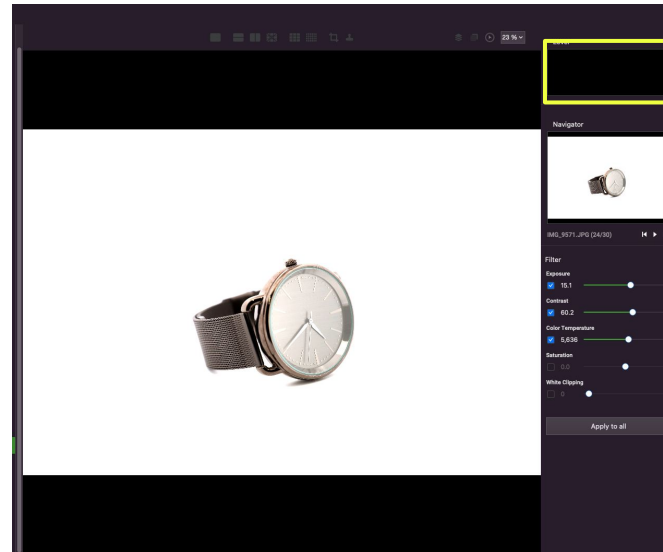 23 %
Level
Navigator
IMG_9571.JPG (24/30)
Filter
Exposure
15.1
Contrast
60.2
Color Temperature
5,636
Saturation
0.0
White Clipping
0
Apply to all